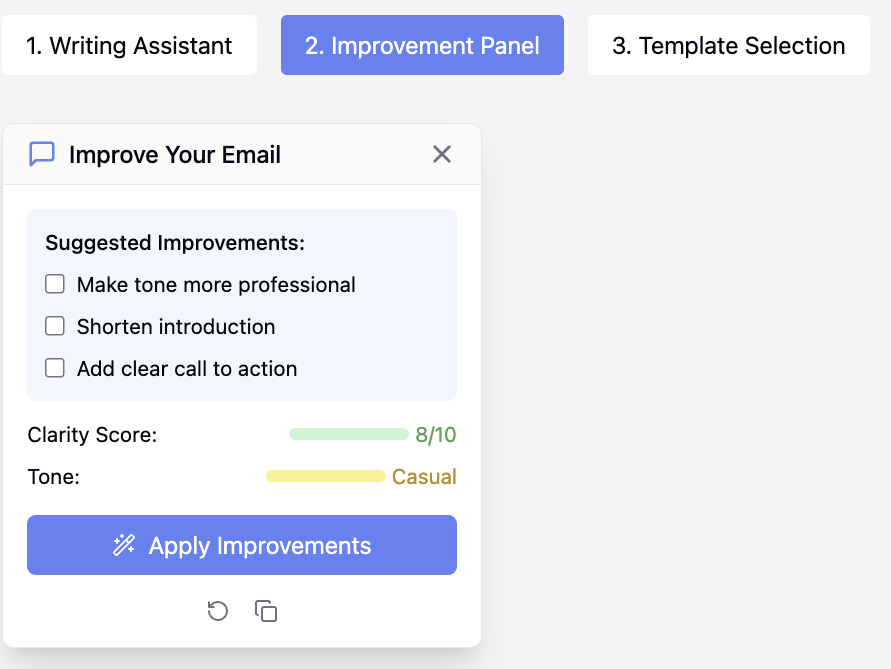 1. Writing Assistant
2. Improvement Panel
3. Template Selection
Improve Your Email
Suggested Improvements:
Make tone more professional
Shorten introduction
Add clear call to action
Clarity Score: 8/10
Tone: Casual
Apply Improvements